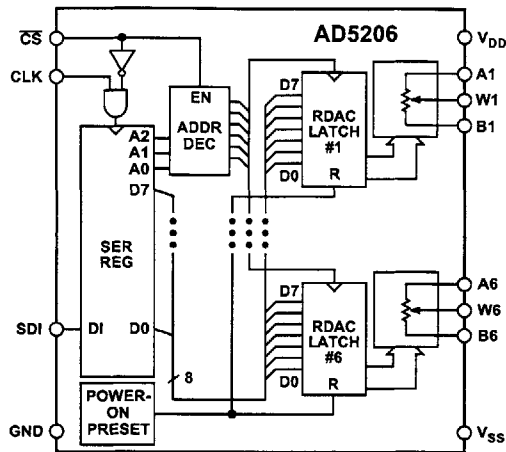 AD5206
C̅S̅
CLK
EN
ADDR
DEC
A2
A1
A0
D7
SER
REG
SDI
DI
D0
8
POWER-
ON
PRESET
GND
D7
RDAC
LATCH
#1
D0
R
VDD
A1
W1
B1
D7
RDAC
LATCH
#6
D0
R
A6
W6
B6
VSS